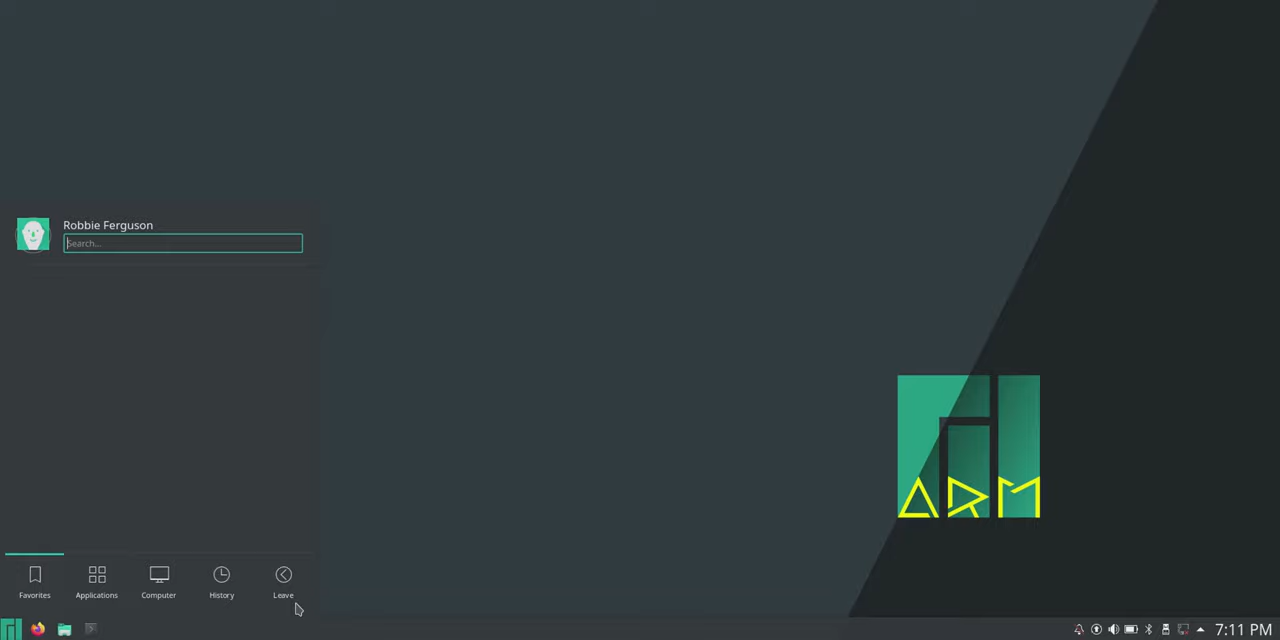 Robbie Ferguson
Search...
ARM
Favorites
Applications
Computer
History
Leave
7:11 PM